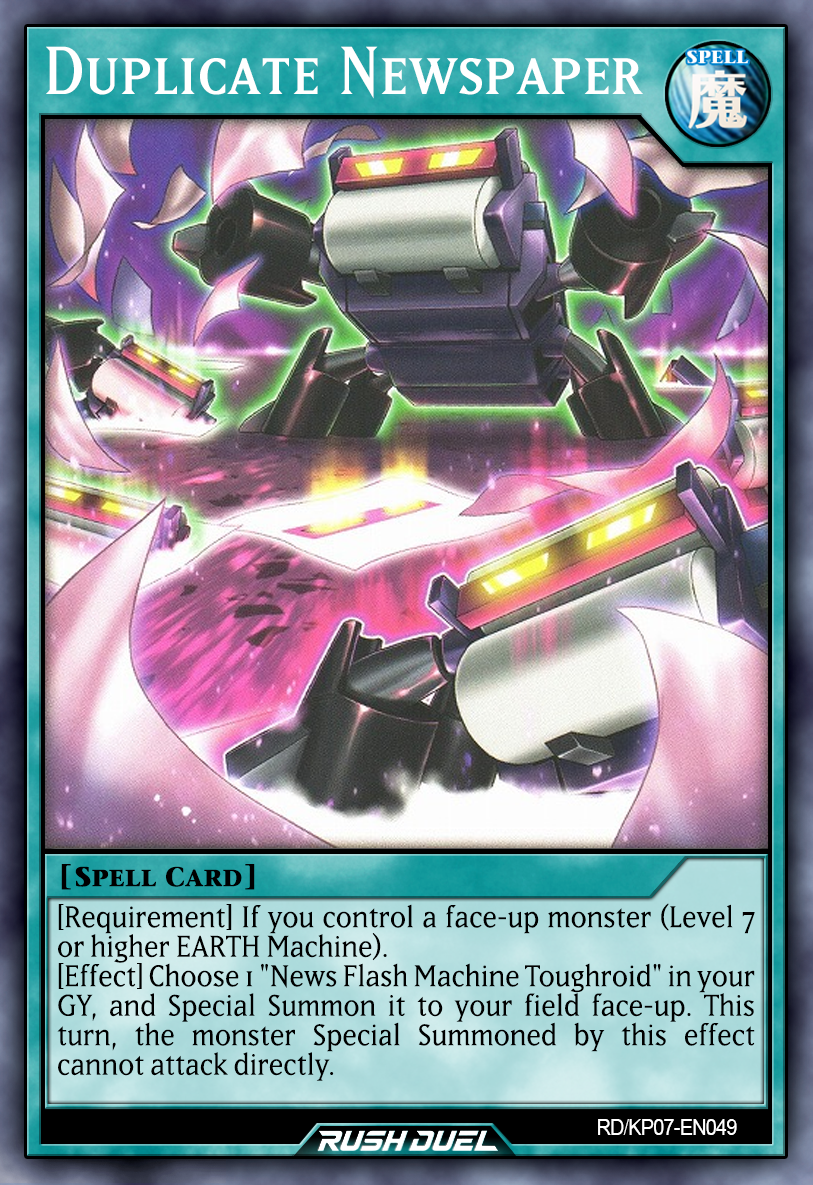 Duplicate Newspaper
SPELL
魔
[Spell Card]
[Requirement] If you control a face-up monster (Level 7
or higher EARTH Machine).
[Effect] Choose 1 "News Flash Machine Toughroid" in your
GY, and Special Summon it to your field face-up. This
turn, the monster Special Summoned by this effect
cannot attack directly.
RD/KP07-EN049
RUSH DUEL